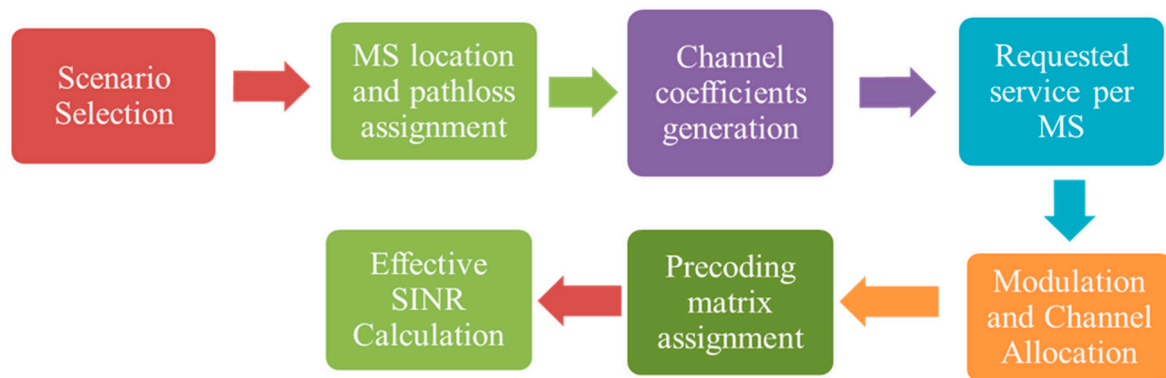 Scenario
Selection
MS location
and pathloss
assignment
Channel
coefficients
generation
Requested
service per
MS
Modulation
and Channel
Allocation
Precoding
matrix
assignment
Effective
SINR
Calculation